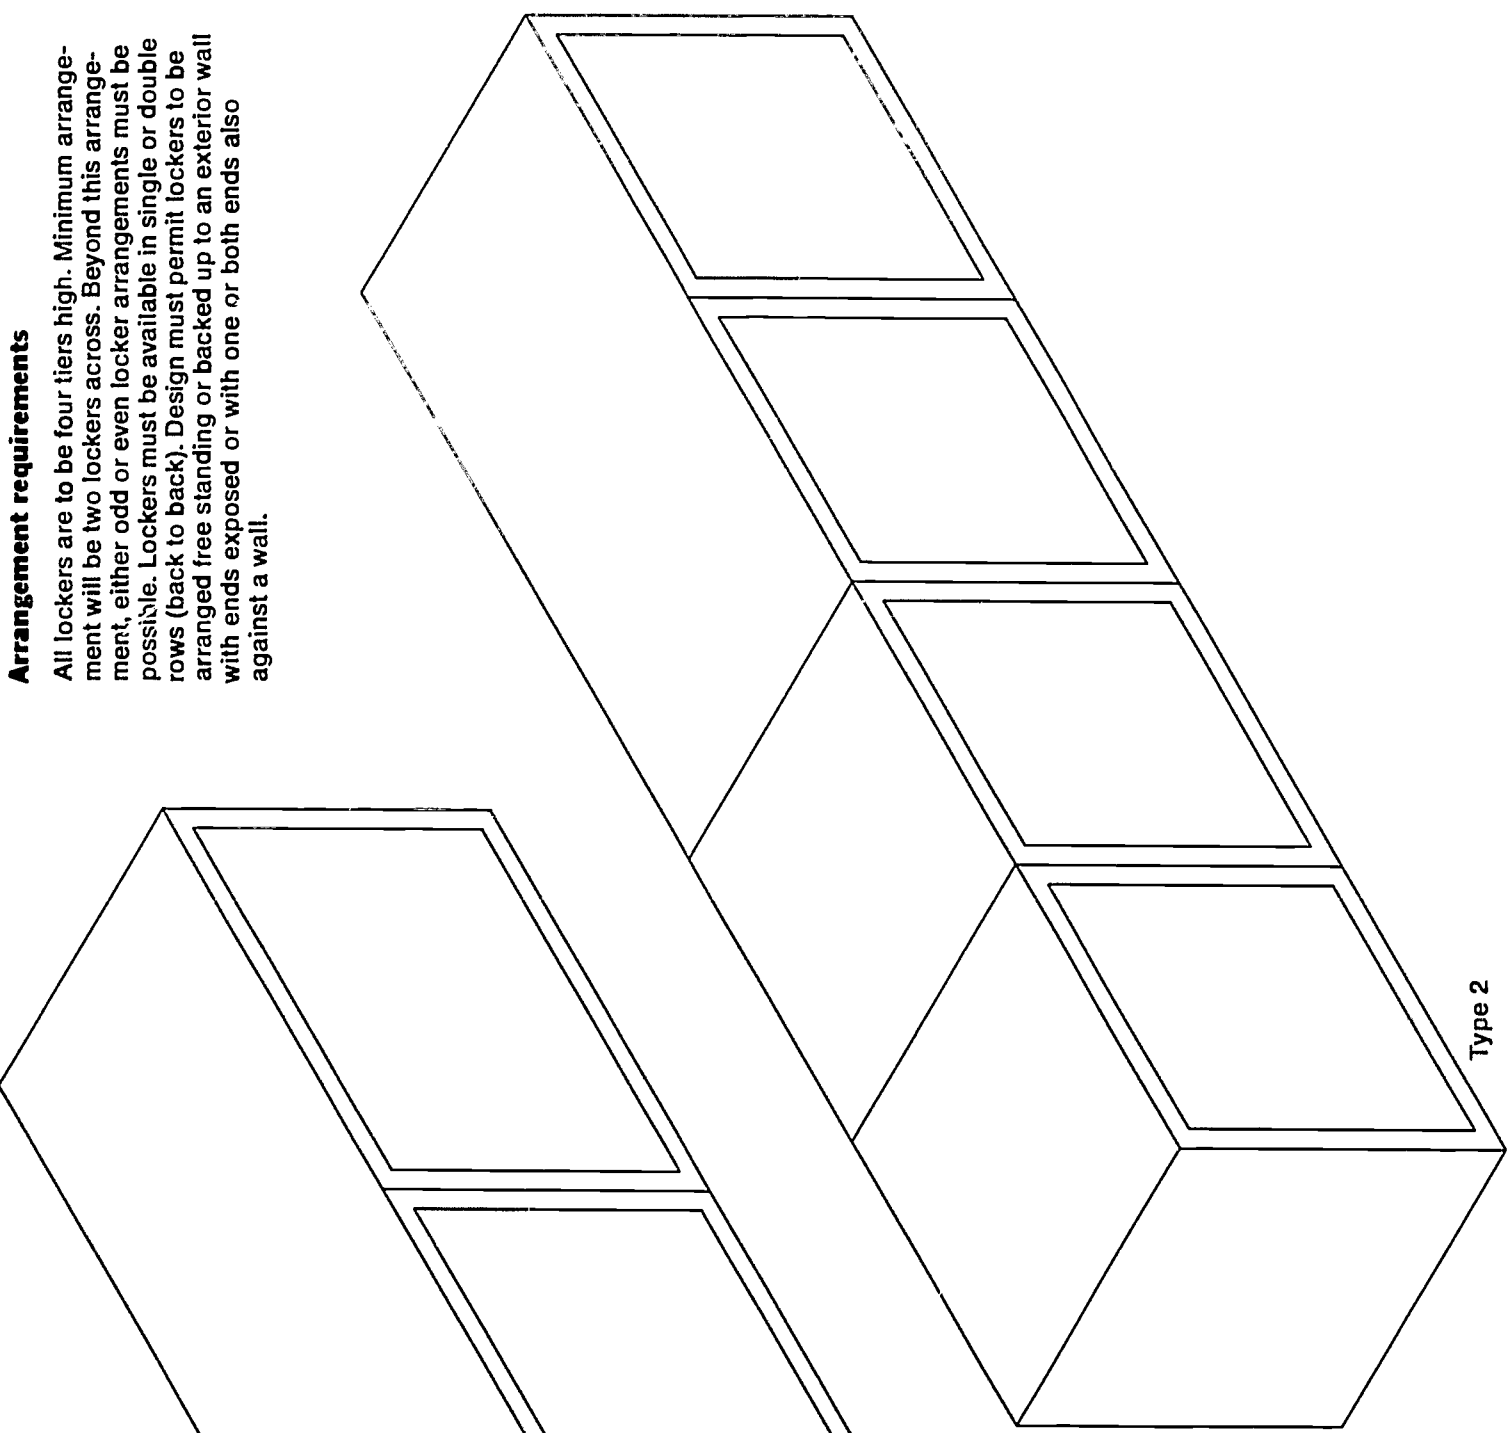 Arrangement requirements
All lockers are to be four tiers high. Minimum arrange-
ment will be two lockers across. Beyond this arrange-
ment, either odd or even locker arrangements must be
possible. Lockers must be available in single or double
rows (back to back). Design must permit lockers to be
arranged free standing or backed up to an exterior wall
with ends exposed or with one or both ends also
against a wall.
Type 2